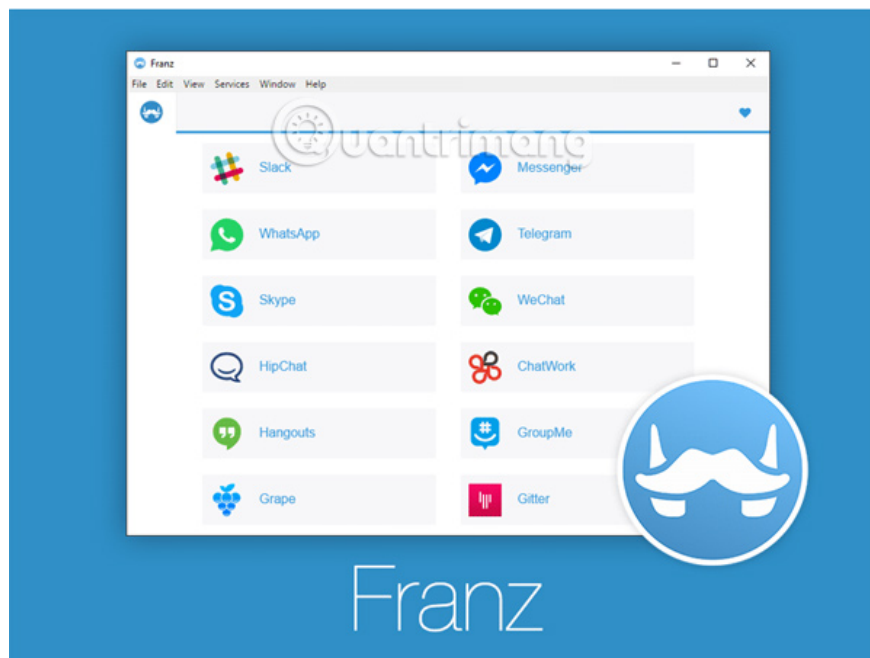 Franz
File Edit View Services Window Help
Quantrimang
Slack Messenger
WhatsApp Telegram
Skype WeChat
HipChat ChatWork
Hangouts GroupMe
Grape Gitter
Franz